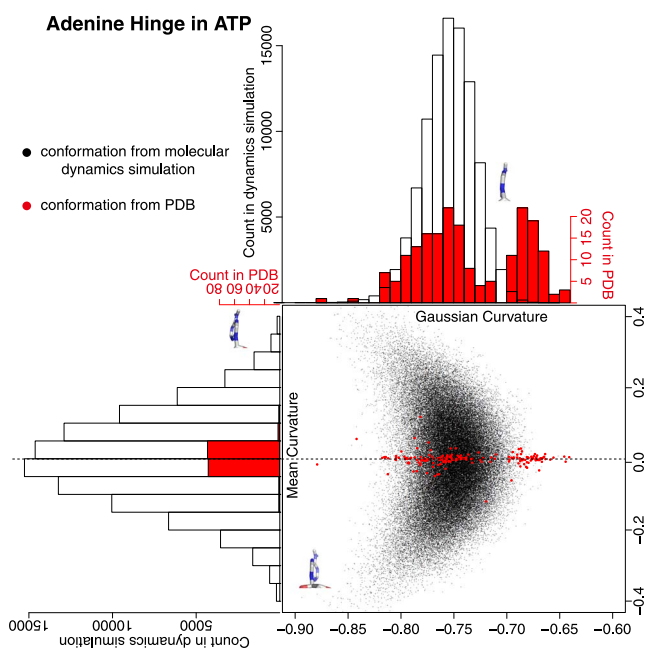 Adenine Hinge in ATP
conformation from molecular
dynamics simulation
conformation from PDB
Count in dynamics simulation
5000
10000
15000
Count in PDB
5
10
15
20
Count in PDB
80 60 40 20
Gaussian Curvature
Mean Curvature
0.4
0.2
0.0
−0.2
−0.4
15000
10000
5000
Count in dynamics simulation
−0.90 −0.85 −0.80 −0.75 −0.70 −0.65 −0.60